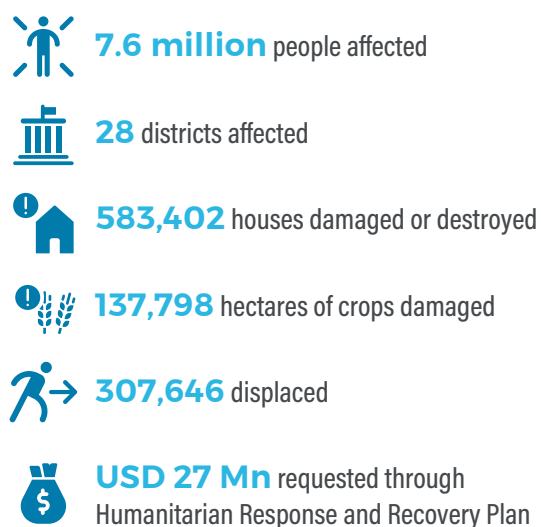 7.6 million people affected
28 districts affected
583,402 houses damaged or destroyed
137,798 hectares of crops damaged
307,646 displaced
USD 27 Mn requested through
Humanitarian Response and Recovery Plan